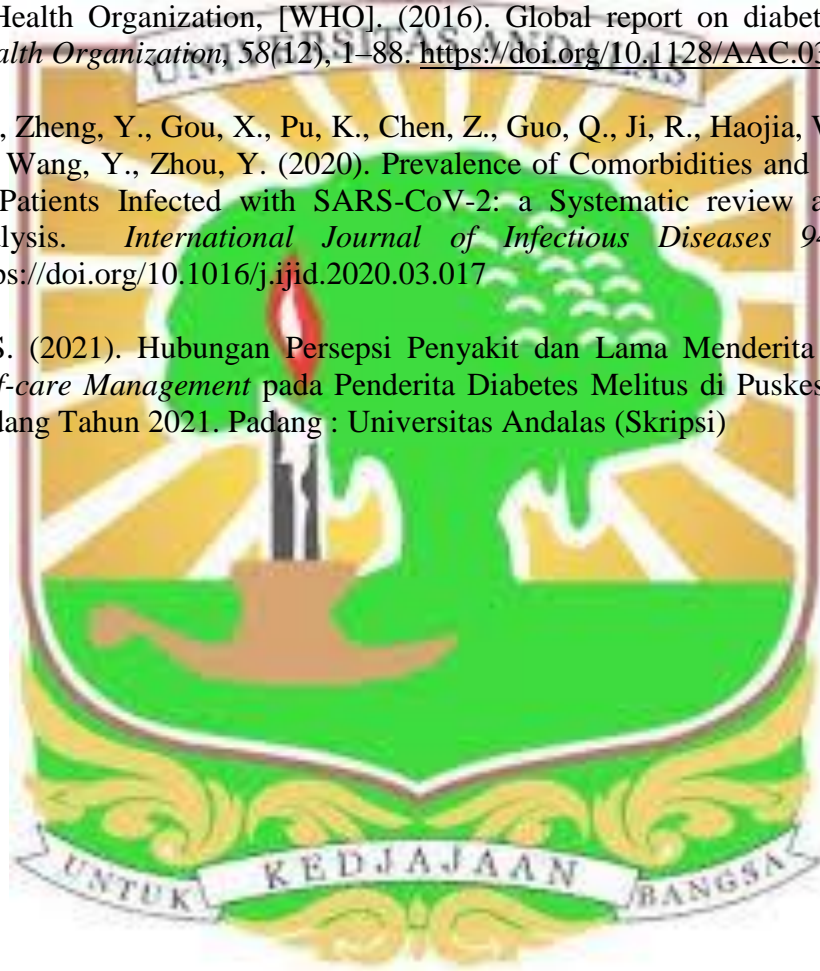 Health Organization, [WHO]. (2016). Global report on diabet
alth Organization, 58(12), 1–88. https://doi.org/10.1128/AAC.03
UNIVERSITAS ANDALAS
, Zheng, Y., Gou, X., Pu, K., Chen, Z., Guo, Q., Ji, R., Haojia,
Wang, Y., Zhou, Y. (2020). Prevalence of Comorbidities and
Patients Infected with SARS-CoV-2: a Systematic review a
lysis. International Journal of Infectious Diseases 94
ps://doi.org/10.1016/j.ijid.2020.03.017
S. (2021). Hubungan Persepsi Penyakit dan Lama Menderita
f-care Management pada Penderita Diabetes Melitus di Puskes
dang Tahun 2021. Padang : Universitas Andalas (Skripsi)
UNTUK KEDJAJAAN BANGSA